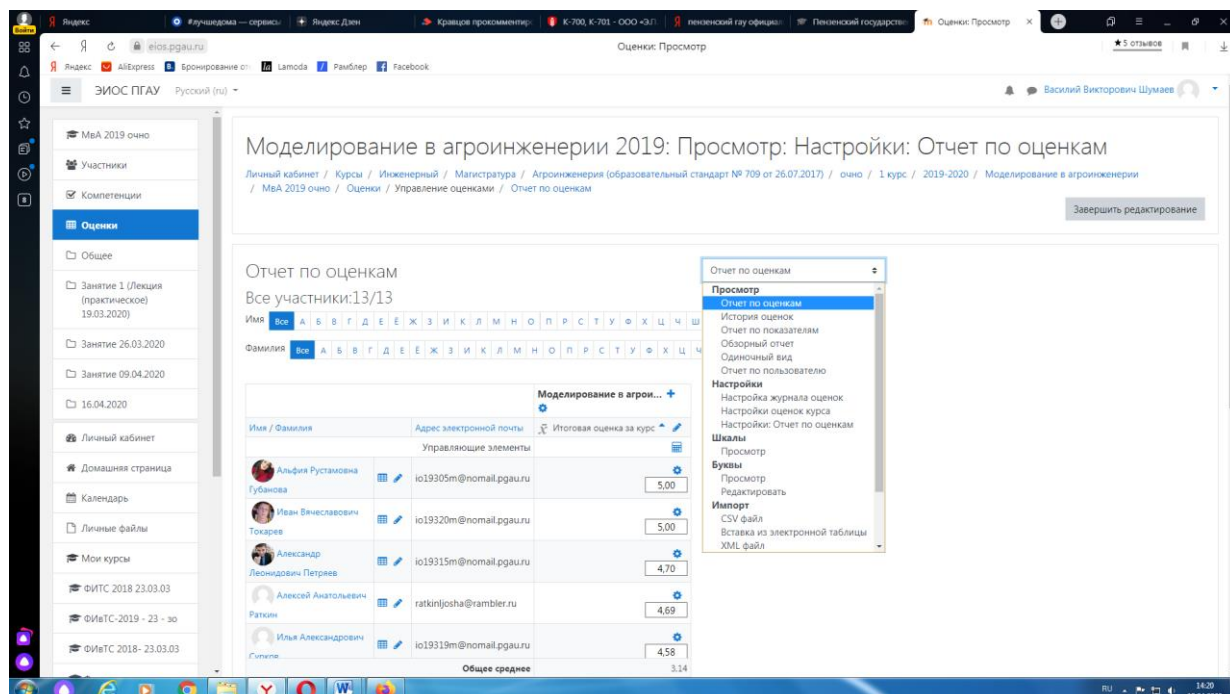 Яндекс
#лучшедома — сервисы
Яндекс Дзен
Кравцов прокомментир
К-700, К-701 - ООО «ЗЛ
пензенский гау официал
Пензенский государстве
Оценки: Просмотр
Войти
eios.pgau.ru
Оценки: Просмотр
★ 5 отзывов
Яндекс
AliExpress
Бронирование от
Lamoda
Рамблер
Facebook
ЭИОС ПГАУ
Русский (ru)
Василий Викторович Шумаев
МвА 2019 очно
Участники
Компетенции
Оценки
Общее
Занятие 1 (Лекция
(практическое)
19.03.2020)
Занятие 26.03.2020
Занятие 09.04.2020
16.04.2020
Личный кабинет
Домашняя страница
Календарь
Личные файлы
Мои курсы
ФИТС 2018 23.03.03
ФИвТС-2019 - 23 - зо
ФИвТС 2018- 23.03.03
Моделирование в агроинженерии 2019: Просмотр: Настройки: Отчет по оценкам
Личный кабинет / Курсы / Инженерный / Магистратура / Агроинженерия (образовательный стандарт № 709 от 26.07.2017) / очно / 1 курс / 2019-2020 / Моделирование в агроинженерии
/ МвА 2019 очно / Оценки / Управление оценками / Отчет по оценкам
Завершить редактирование
Отчет по оценкам
Все участники:13/13
Имя Все А Б В Г Д Е Ё Ж З И К Л М Н О П Р С Т У Ф Х Ц Ч Ш
Фамилия Все А Б В Г Д Е Ё Ж З И К Л М Н О П Р С Т У Ф Х Ц Ч
Моделирование в агрои...
Имя / Фамилия
Адрес электронной почты
Итоговая оценка за курс
Управляющие элементы
Альфия Рустамовна
Губанова
io19305m@nomail.pgau.ru
5,00
Иван Вячеславович
Токарев
io19320m@nomail.pgau.ru
5,00
Александр
Леонидович Петряев
io19315m@nomail.pgau.ru
4,70
Алексей Анатольевич
Раткин
ratkinljosha@rambler.ru
4,69
Илья Александрович
Сурков
io19319m@nomail.pgau.ru
4,58
Общее среднее
3,14
Отчет по оценкам
Просмотр
Отчет по оценкам
История оценок
Отчет по показателям
Обзорный отчет
Одиночный вид
Отчет по пользователю
Настройки
Настройка журнала оценок
Настройки оценок курса
Настройки: Отчет по оценкам
Шкалы
Просмотр
Буквы
Просмотр
Редактировать
Импорт
CSV файл
Вставка из электронной таблицы
XML файл
RU
14:20